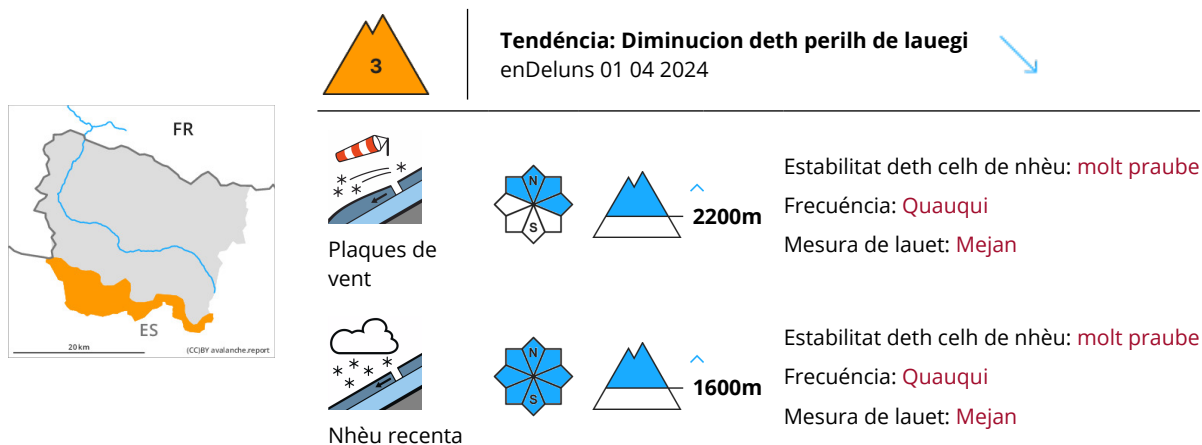 3
Tendéncia: Diminucion deth perilh de lauegi
enDeluns 01 04 2024
FR
ES
20 km
(CC)BY avalanche.report
Plaques de
vent
N
S
2200m
Estabilitat deth celh de nhèu: molt praube
Frecuéncia: Quauqui
Mesura de lauet: Mejan
Nhèu recenta
N
S
1600m
Estabilitat deth celh de nhèu: molt praube
Frecuéncia: Quauqui
Mesura de lauet: Mejan